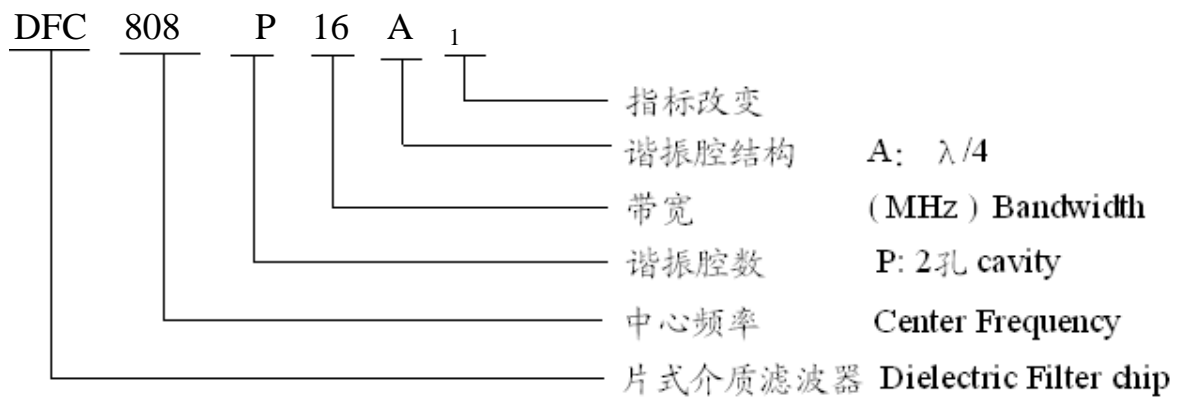 DFC 808 P 16 A 1
指标改变
谐振腔结构 A: λ/4
带宽 (MHz) Bandwidth
谐振腔数 P: 2孔 cavity
中心频率 Center Frequency
片式介质滤波器 Dielectric Filter chip